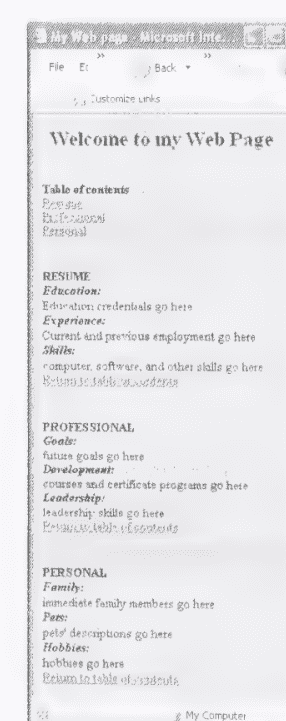 My Web page - Microsoft Inte...
File
Back
Customize Links
Welcome to my Web Page
Table of contents
Resume
Professional
Personal
RESUME
Education:
Education credentials go here
Experience:
Current and previous employment go here
Skills:
computer, software, and other skills go here
Return to table of contents
PROFESSIONAL
Goals:
future goals go here
Development:
courses and certificate programs go here
Leadership:
leadership skills go here
Return to table of contents
PERSONAL
Family:
immediate family members go here
Pets:
pets' descriptions go here
Hobbies:
hobbies go here
Return to table of contents
My Computer